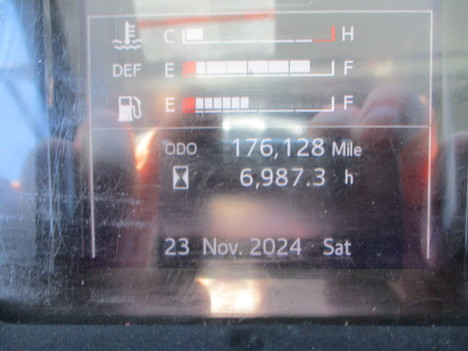 C H
DEF E F
E F
ODO 176,128 Mile
6,987.3 h
23 Nov. 2024 Sat